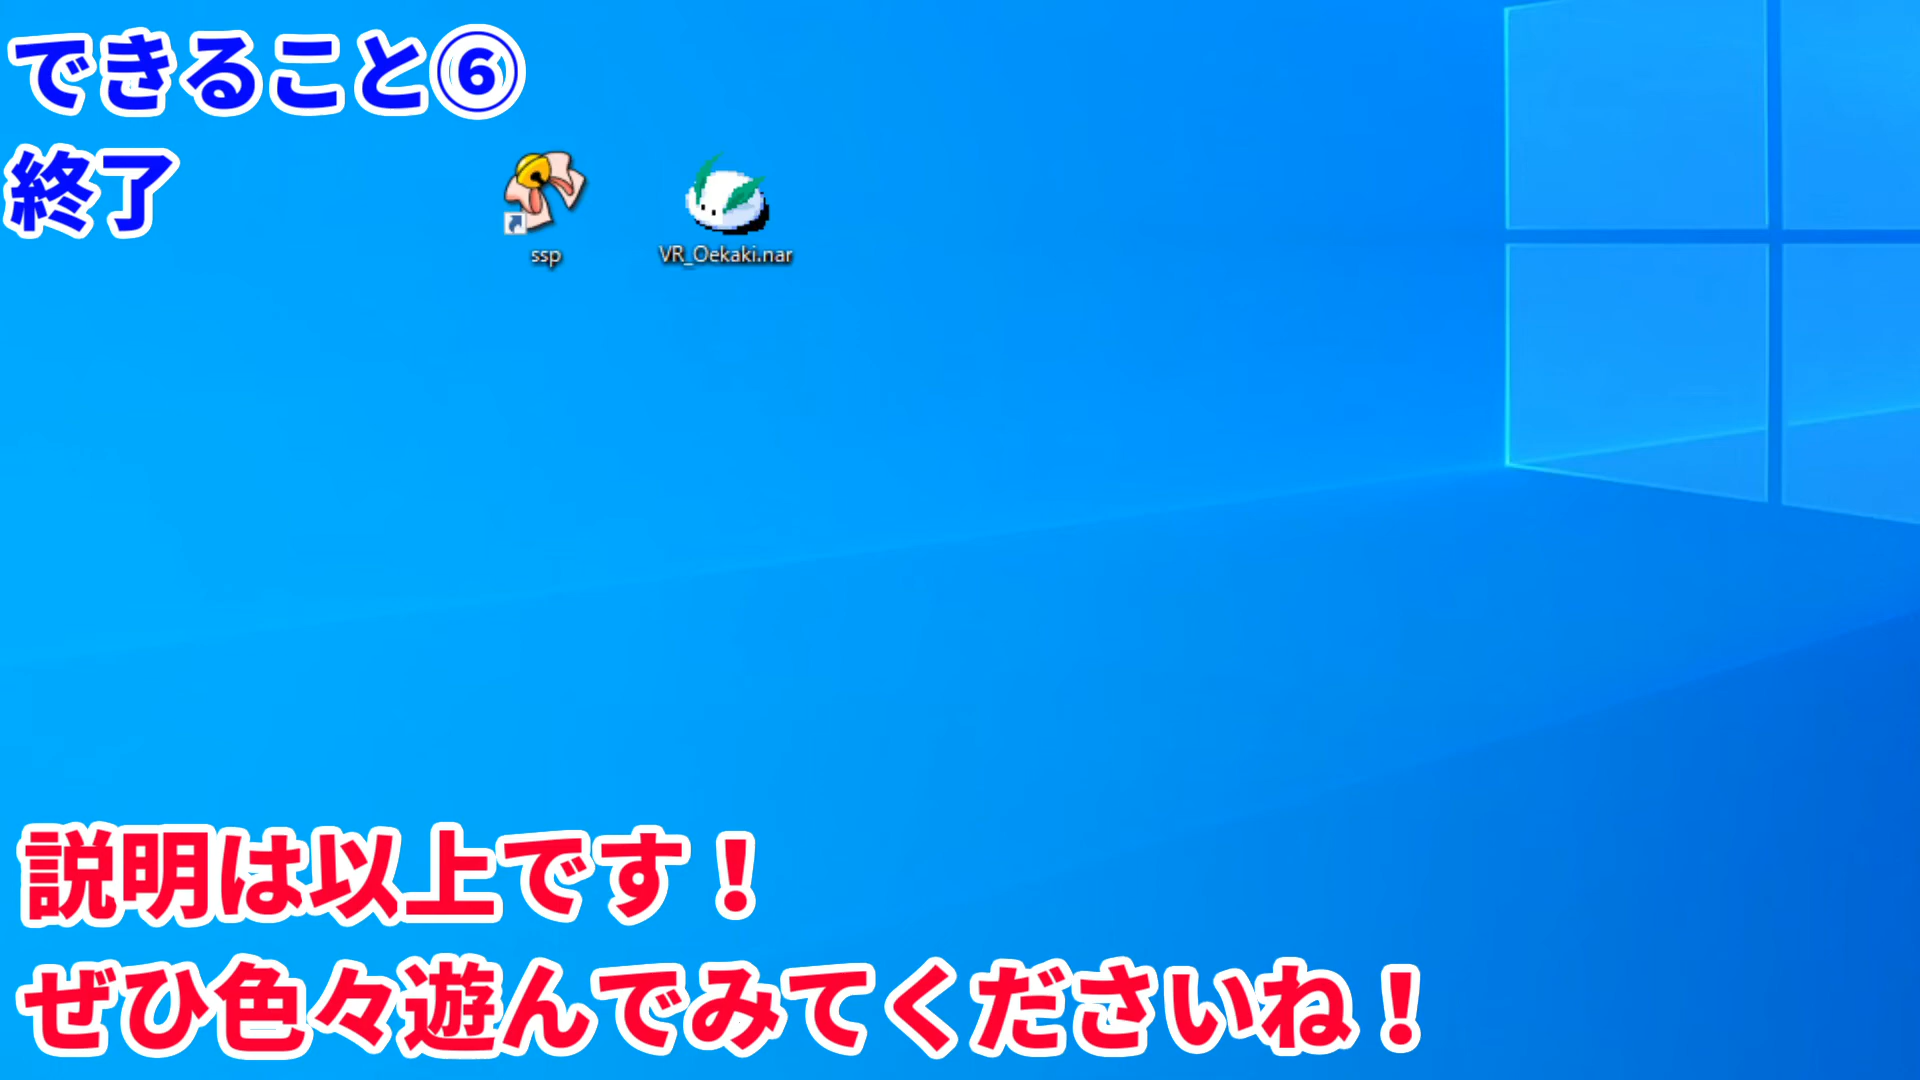 できること⑥
終了
ssp
VR_Oekaki.nar
説明は以上です！
ぜひ色々遊んでみてくださいね！